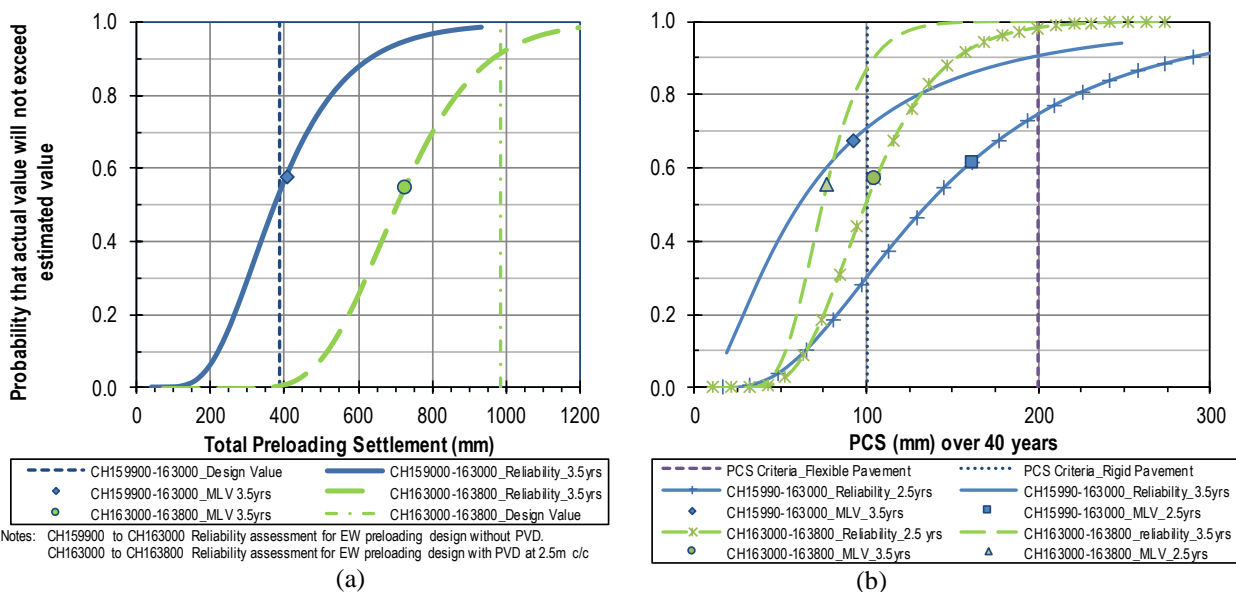 Probability that actual value will not exceed
estimated value
1.0
0.8
0.6
0.4
0.2
0.0
0 200 400 600 800 1000 1200
Total Preloading Settlement (mm)
CH159900-163000_Design Value
CH159000-163000_Reliability_3.5yrs
CH159900-163000_MLV 3.5yrs
CH163000-163800_Reliability_3.5yrs
CH163000-163800_MLV 3.5yrs
CH163000-163800_Design Value
Notes: CH159900 to CH163000 Reliability assessment for EW preloading design without PVD.
CH163000 to CH163800 Reliability assessment for EW preloading design with PVD at 2.5m c/c
(a)
1.0
0.8
0.6
0.4
0.2
0.0
0 100 200 300
PCS (mm) over 40 years
PCS Criteria_Flexible Pavement
PCS Criteria_Rigid Pavement
CH15990-163000_Reliability_2.5yrs
CH15990-163000_Reliability_3.5yrs
CH15990-163000_MLV_3.5yrs
CH15990-163000_MLV_2.5yrs
CH163000-163800_Reliability_2.5 yrs
CH163000-163800_reliability_3.5yrs
CH163000-163800_MLV_3.5yrs
CH163000-163800_MLV_2.5yrs
(b)